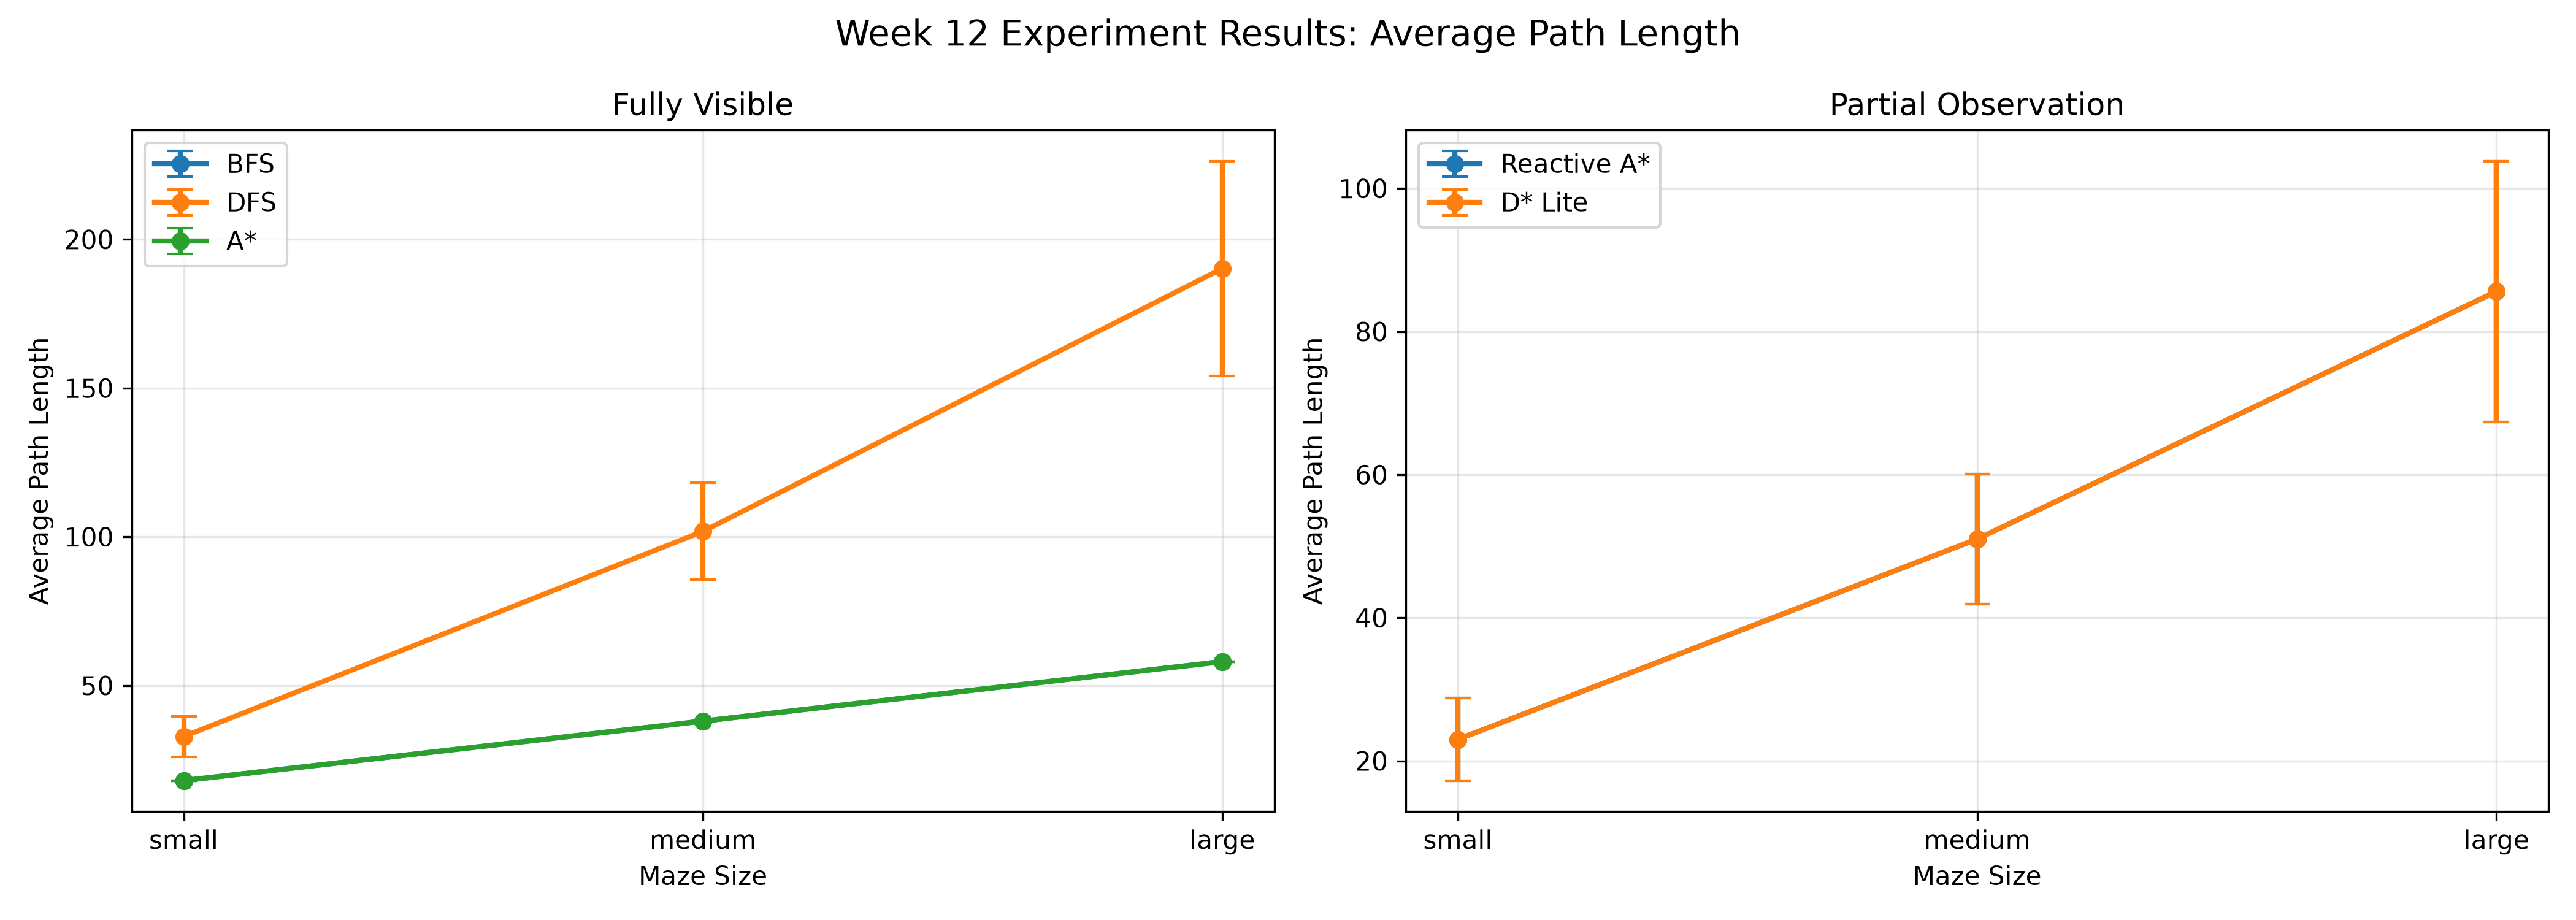 Week 12 Experiment Results: Average Path Length
Fully Visible
BFS
DFS
A*
200
150
100
50
Average Path Length
small
medium
large
Maze Size
Partial Observation
Reactive A*
D* Lite
100
80
60
40
20
Average Path Length
small
medium
large
Maze Size